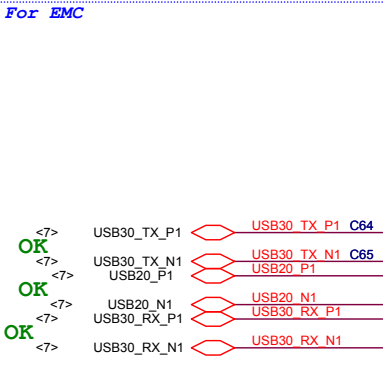 For EMC
<7> USB30_TX_P1 USB30_TX_P1 C64
OK
<7> USB30_TX_N1 USB30_TX_N1 C65
<7> USB20_P1 USB20_P1
OK
<7> USB20_N1 USB20_N1
<7> USB30_RX_P1 USB30_RX_P1
OK
<7> USB30_RX_N1 USB30_RX_N1